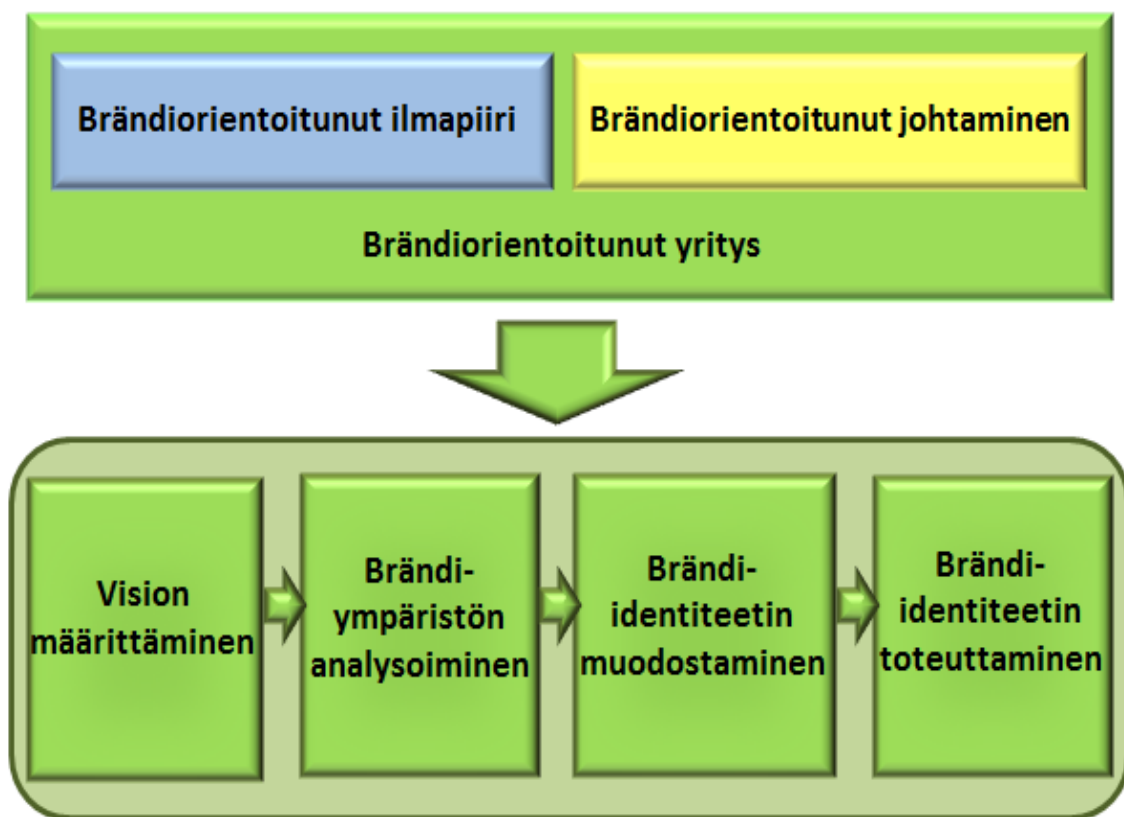 Brändiorientoitunut ilmapiiri
Brändiorientoitunut johtaminen
Brändiorientoitunut yritys
Vision
määrittäminen
Brändi-
ympäristön
analysoiminen
Brändi-
identiteetin
muodostaminen
Brändi-
identiteetin
toteuttaminen